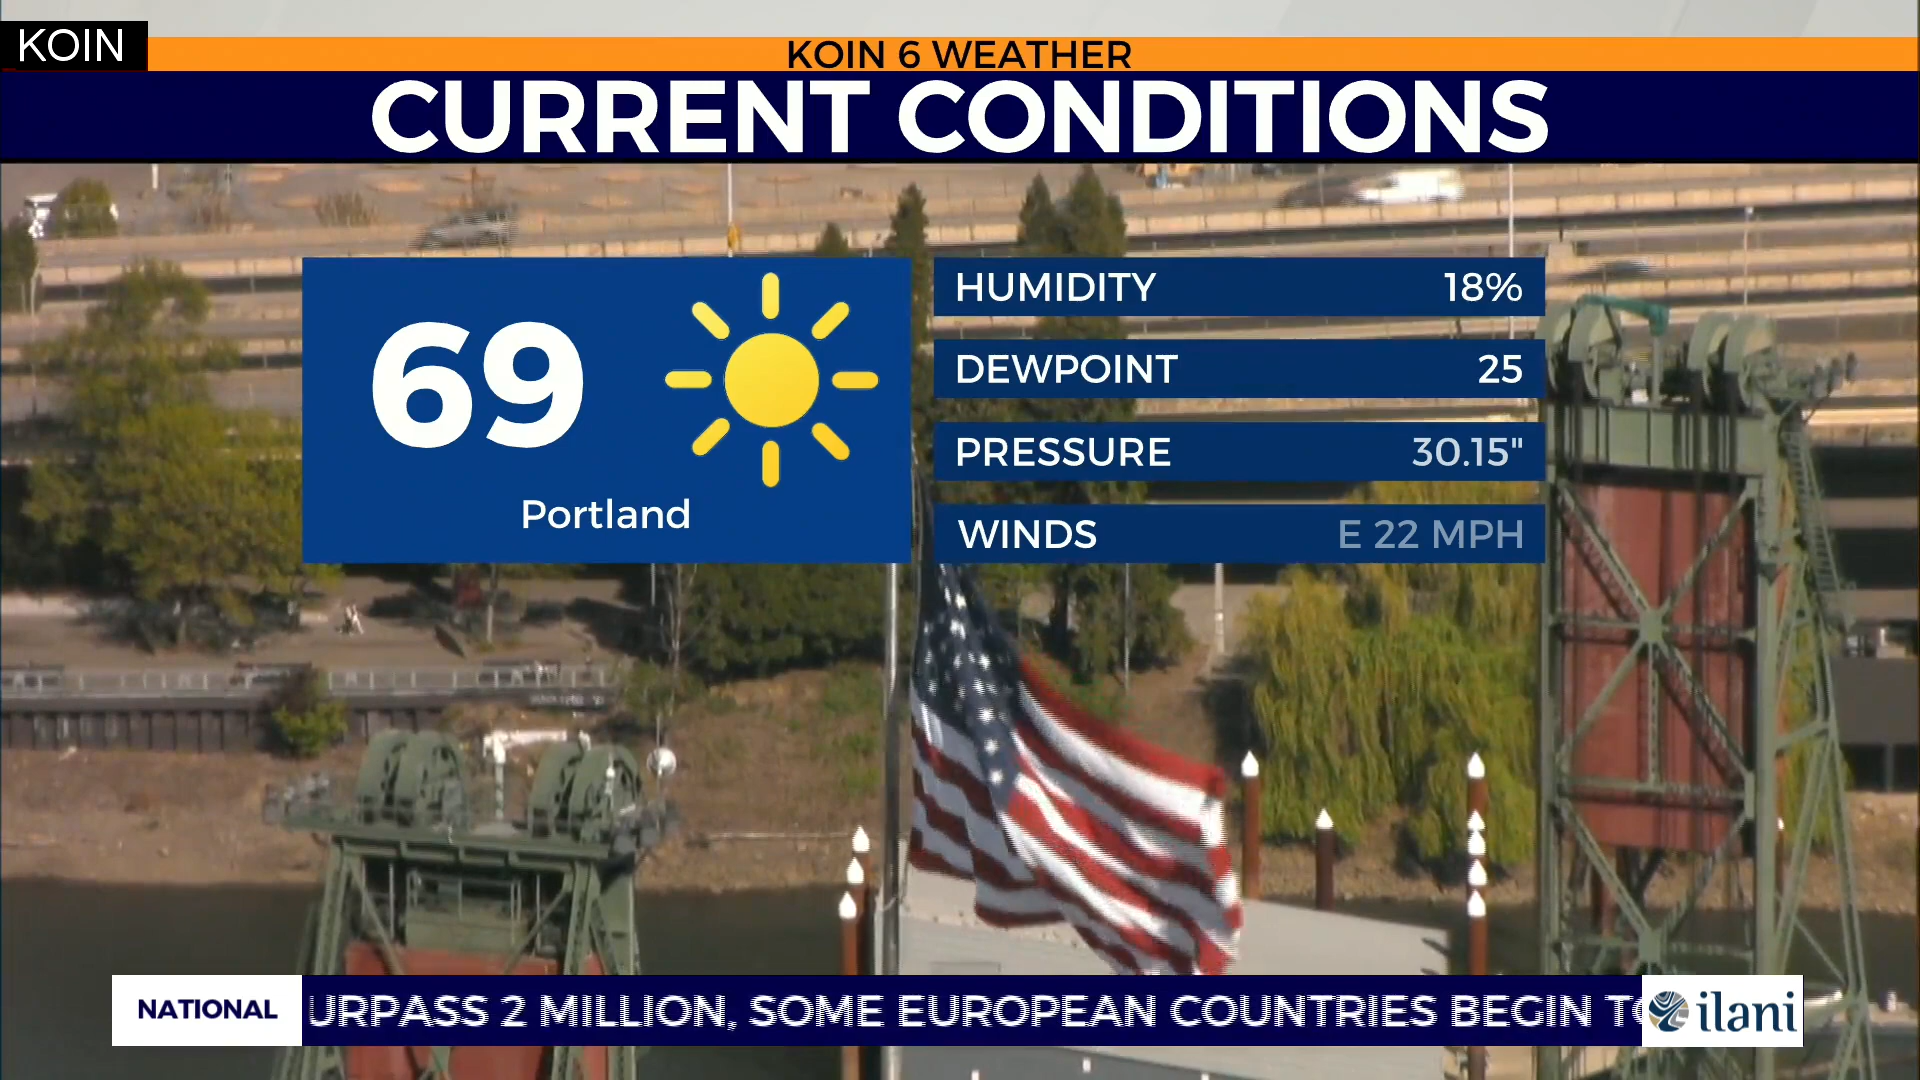 KOIN
KOIN 6 WEATHER
CURRENT CONDITIONS
69
Portland
HUMIDITY 18%
DEWPOINT 25
PRESSURE 30.15"
WINDS E 22 MPH
NATIONAL
URPASS 2 MILLION, SOME EUROPEAN COUNTRIES BEGIN TO
ilani